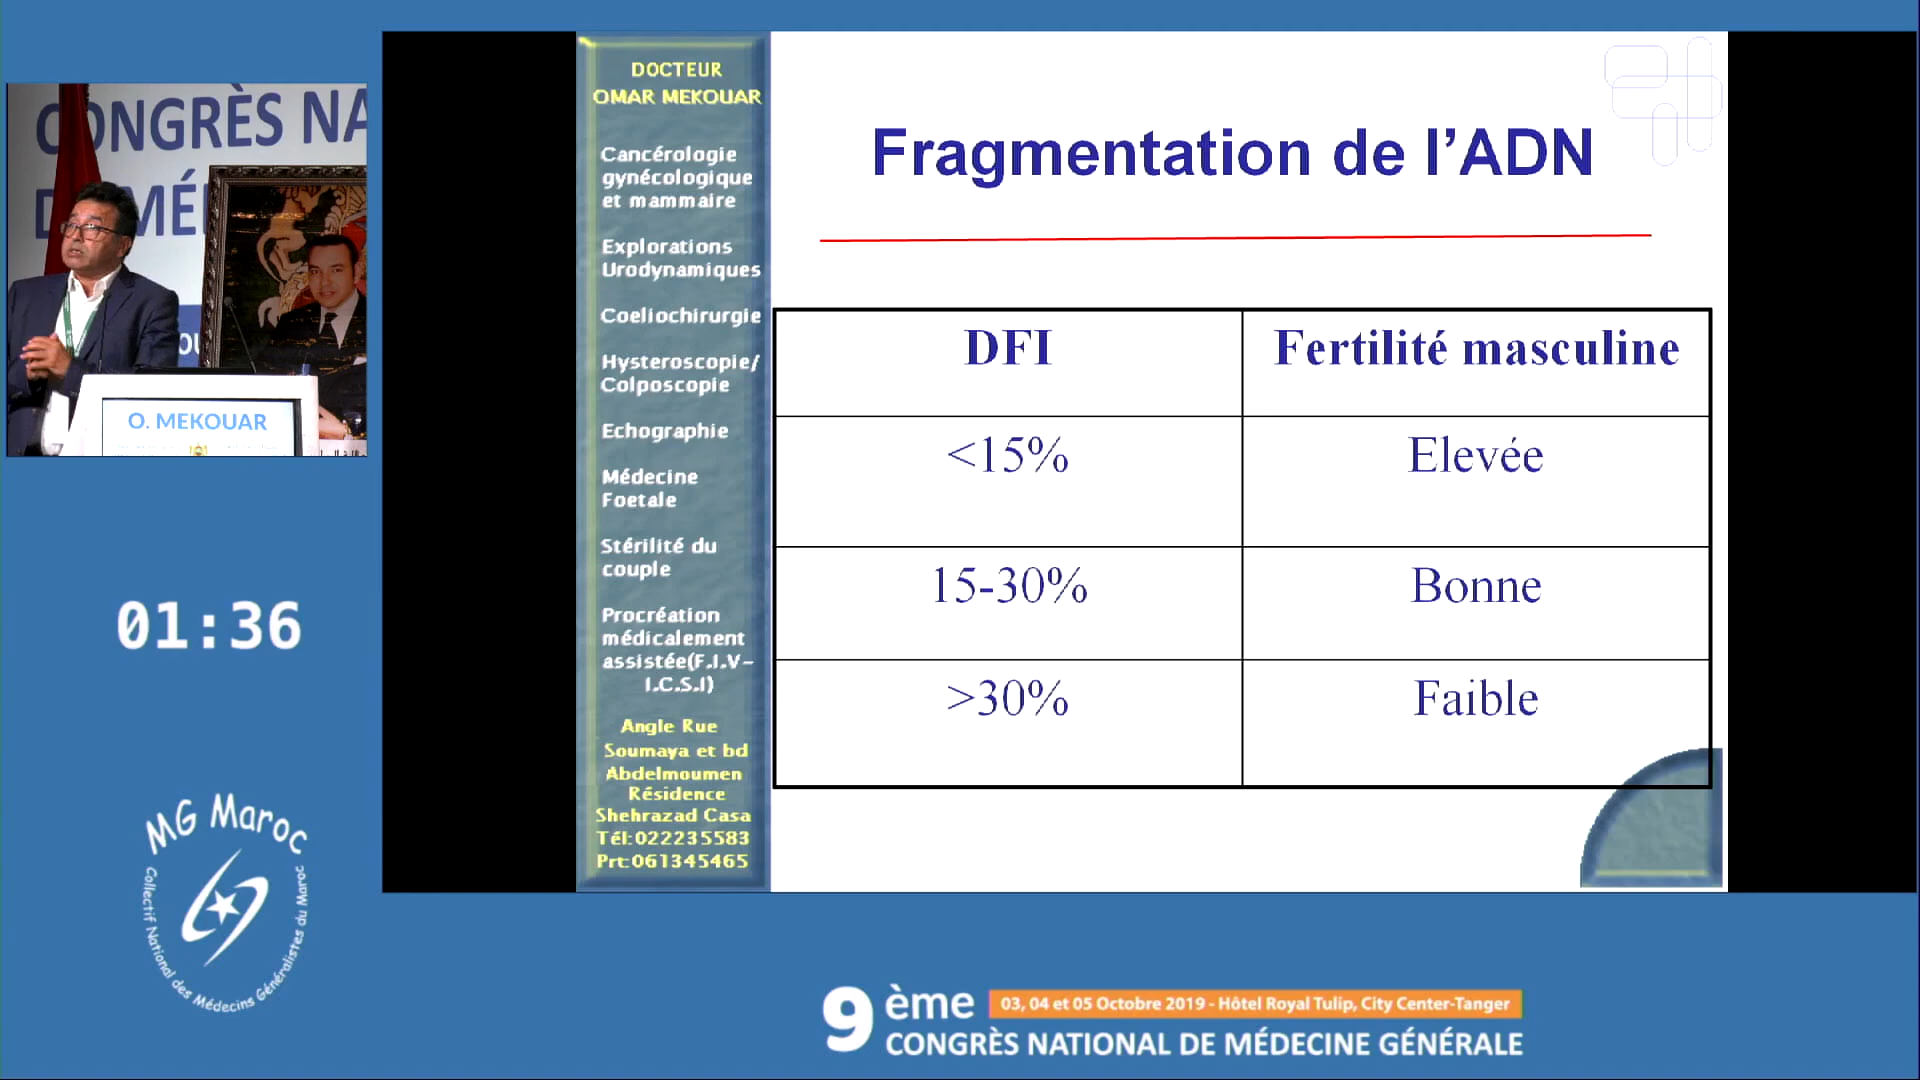 CONGRÈS NA
MÉ
O. MEKOUAR
01:36
MG Maroc
Collectif National des Médecins Généralistes du Maroc
DOCTEUR
OMAR MEKOUAR
Cancérologie
gynécologique
et mammaire
Explorations
Urodynamiques
Coeliochirurgie
Hysteroscopie/
Colposcopie
Echographie
Médecine
Foetale
Stérilité du
couple
Procréation
médicalement
assistée(F.I.V-
I.C.S.I)
Angle Rue
Soumaya et bd
Abdelmoumen
Résidence
Shehrazad Casa
Tél:022235583
Prt:061345465
Fragmentation de l’ADN
DFI Fertilité masculine
<15% Elevée
15-30% Bonne
>30% Faible
9 ème 03, 04 et 05 Octobre 2019 - Hôtel Royal Tulip, City Center-Tanger
CONGRÈS NATIONAL DE MÉDECINE GÉNÉRALE